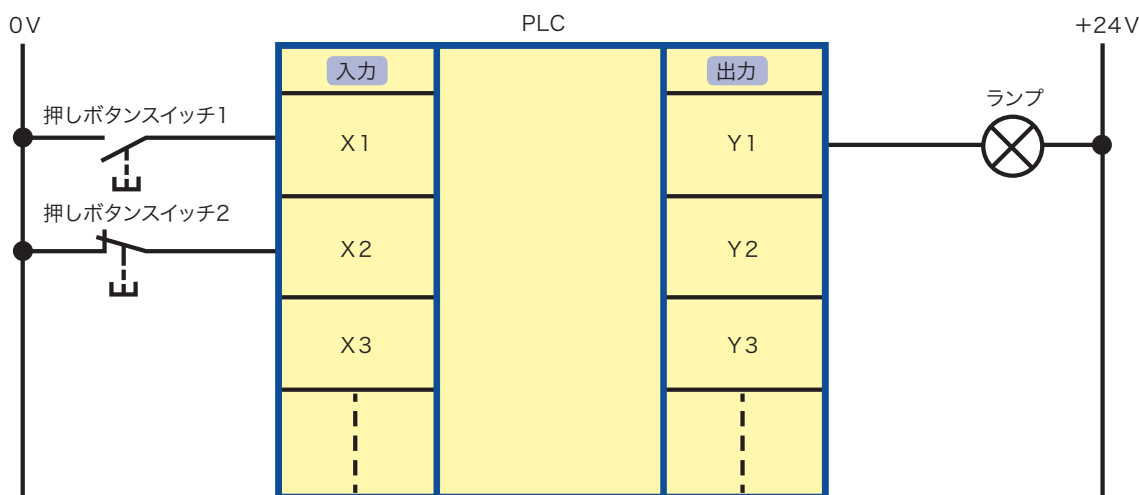 0V
PLC
+24V
入力
出力
ランプ
押しボタンスイッチ1
X1
Y1
押しボタンスイッチ2
X2
Y2
X3
Y3